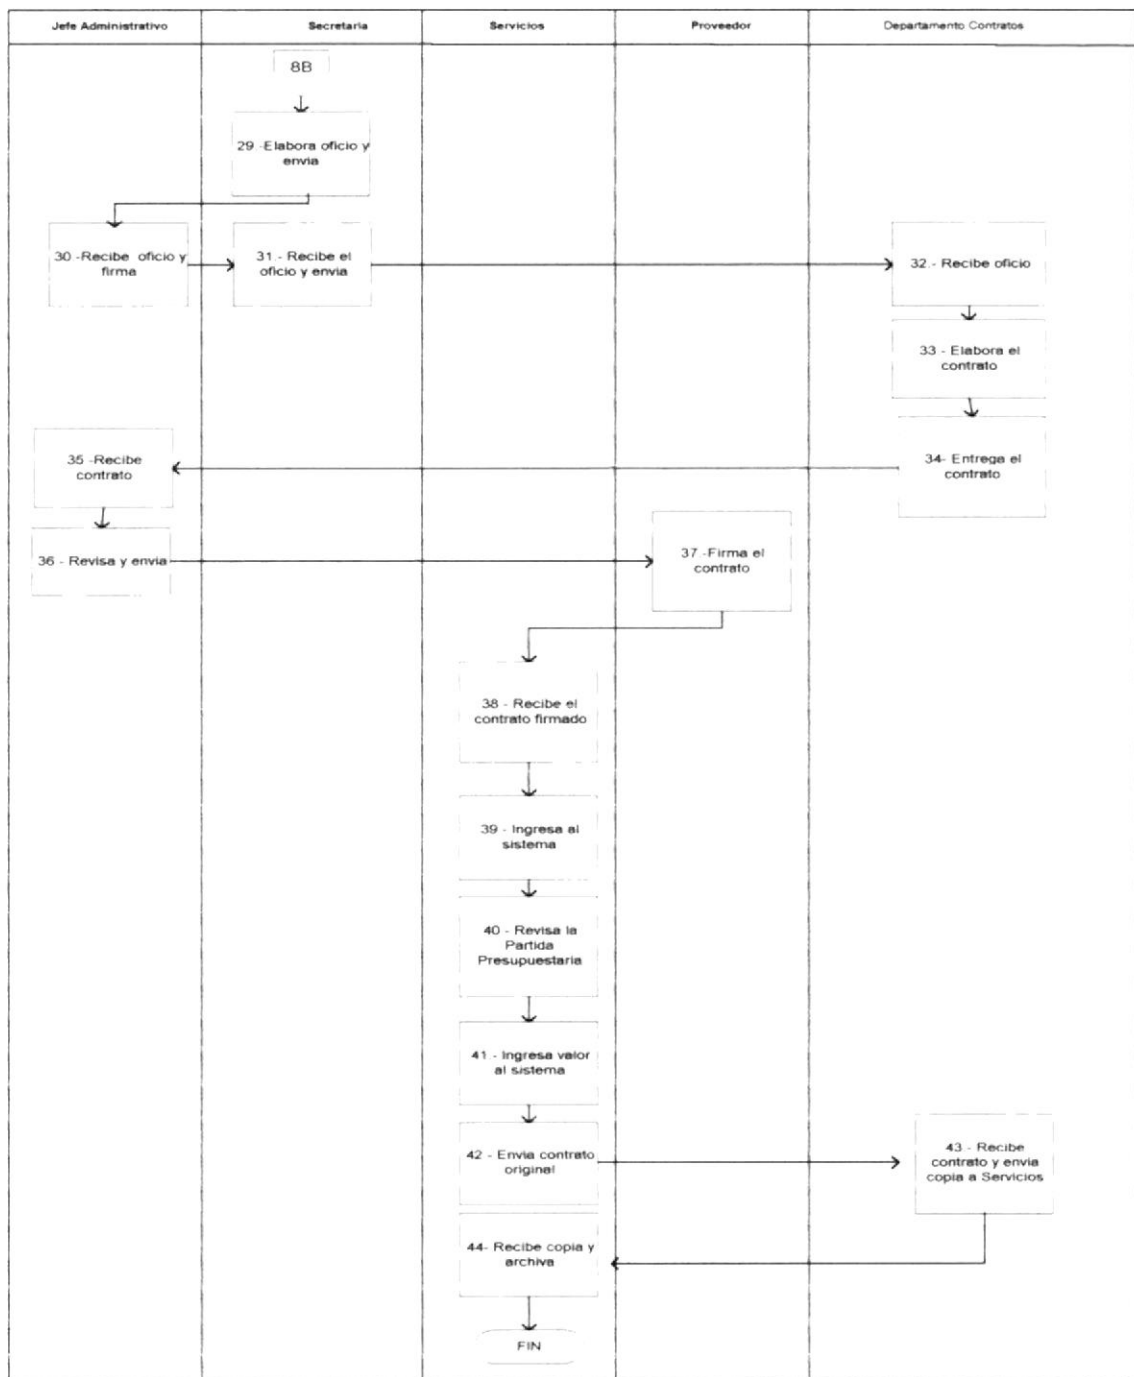 Jefe Administrativo
Secretaria
Servicios
Proveedor
Departamento Contratos
8B
29 -Elabora oficio y
envia
30 -Recibe oficio y
firma
31 - Recibe el
oficio y envia
32 - Recibe oficio
33 - Elabora el
contrato
34- Entrega el
contrato
35 -Recibe
contrato
36 - Revisa y envia
37 -Firma el
contrato
38 - Recibe el
contrato firmado
39 - Ingresa al
sistema
40 - Revisa la
Partida
Presupuestaria
41 - Ingresa valor
al sistema
42 - Envia contrato
original
43 - Recibe
contrato y envia
copia a Servicios
44- Recibe copia y
archiva
FIN